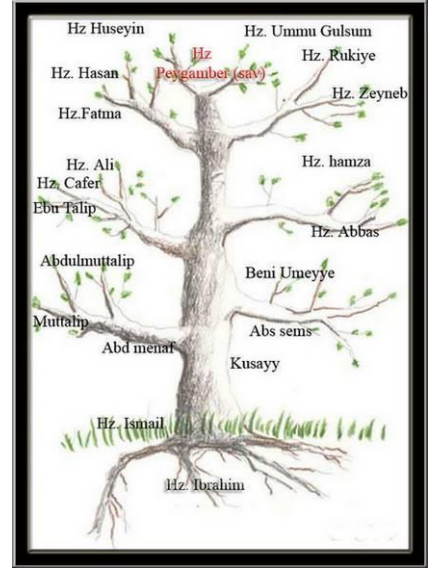 Hz Huseyin
Hz. Ummu Gulsum
Hz
Peygamber (sav)
Hz. Rukiye
Hz. Hasan
Hz. Zeyneb
Hz.Fatma
Hz. Ali
Hz. hamza
Hz. Cafer
Ebu Talip
Hz. Abbas
Abdulmuttalip
Beni Umeyye
Muttalip
Abs sems
Abd menaf
Kusayy
Hz. Ismail
Hz. Ibrahim